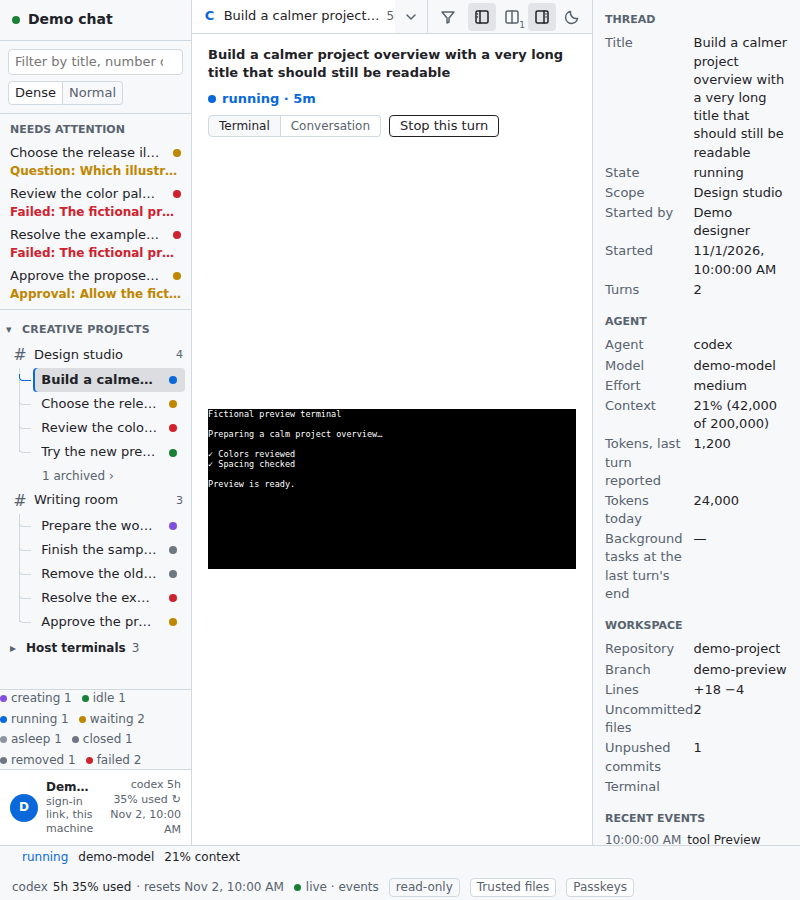 Demo chat
Filter by title, number o
Dense Normal
NEEDS ATTENTION
Choose the release il…
Question: Which illustr…
Review the color pal…
Failed: The fictional pr…
Resolve the example…
Failed: The fictional pr…
Approve the propose…
Approval: Allow the fict…
▾ CREATIVE PROJECTS
# Design studio 4
Build a calme…
Choose the rele…
Review the colo…
Try the new pre…
1 archived ›
# Writing room 3
Prepare the wo…
Finish the samp…
Remove the old…
Resolve the ex…
Approve the pr…
▸ Host terminals 3
creating 1 idle 1
running 1 waiting 2
asleep 1 closed 1
removed 1 failed 2
D
Dem…
sign-in
link, this
machine
codex 5h
35% used ↻
Nov 2, 10:00
AM
C Build a calmer project… 5
1
Build a calmer project overview with a very long
title that should still be readable
running · 5m
Terminal Conversation Stop this turn
Fictional preview terminal
Preparing a calm project overview…
✓ Colors reviewed
✓ Spacing checked
Preview is ready.
THREAD
Title Build a calmer
project
overview with
a very long
title that
should still be
readable
State running
Scope Design studio
Started by Demo
designer
Started 11/1/2026,
10:00:00 AM
Turns 2
AGENT
Agent codex
Model demo-model
Effort medium
Context 21% (42,000
of 200,000)
Tokens, last 1,200
turn
reported
Tokens 24,000
today
Background —
tasks at the
last turn's
end
WORKSPACE
Repository demo-project
Branch demo-preview
Lines +18 −4
Uncommitted 2
files
Unpushed 1
commits
Terminal
RECENT EVENTS
10:00:00 AM tool Preview
running demo-model 21% context
codex 5h 35% used · resets Nov 2, 10:00 AM live · events read-only Trusted files Passkeys